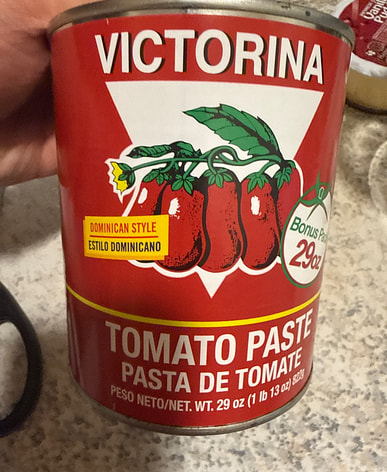 VICTORINA
DOMINICAN STYLE
ESTILO DOMINICANO
Bonus
29oz
TOMATO PASTE
PASTA DE TOMATE
PESO NETO/NET. WT. 29 oz (1 lb 13 oz) 822g